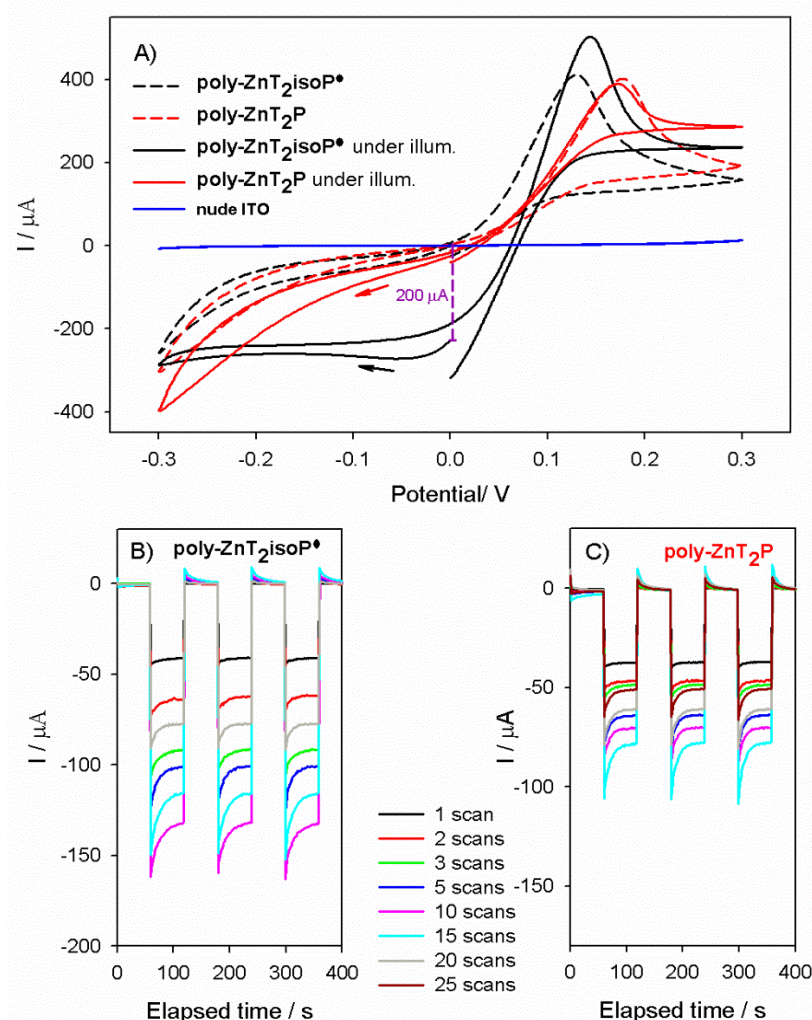 A)
poly-ZnT₂isoP•
poly-ZnT₂P
poly-ZnT₂isoP• under illum.
poly-ZnT₂P under illum.
nude ITO
I / µA
400
200
0
-200
-400
200 µA
-0.3 -0.2 -0.1 0.0 0.1 0.2 0.3
Potential/ V
B) poly-ZnT₂isoP•
I / µA
0
-50
-100
-150
-200
0 100 200 300 400
Elapsed time / s
1 scan
2 scans
3 scans
5 scans
10 scans
15 scans
20 scans
25 scans
C) poly-ZnT₂P
I / µA
0
-50
-100
-150
0 100 200 300 400
Elapsed time / s